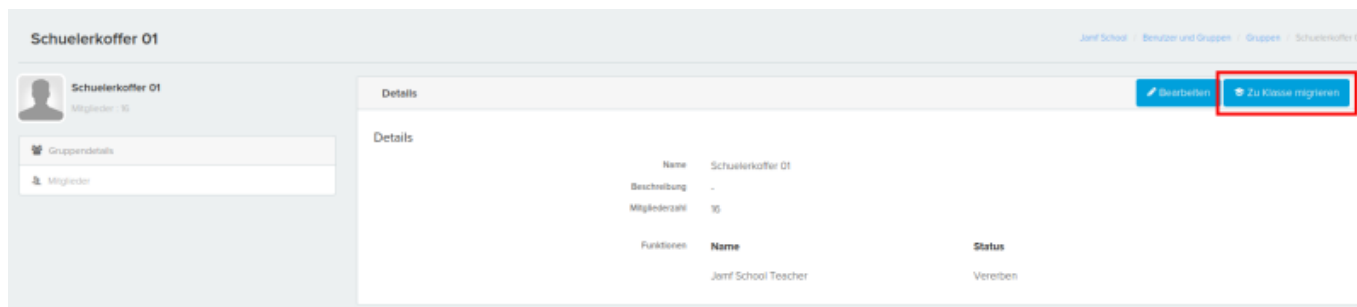 Schuelerkoffer 01
Jamf School / Benutzer und Gruppen / Gruppen / Schuelerkoffer
Schuelerkoffer 01
Mitglieder : 16
Details
Bearbeiten
Zu Klasse migrieren
Gruppendetails
Mitglieder
Details
Name Schuelerkoffer 01
Beschreibung -
Mitgliederzahl 16
Funktionen Name Status
Jamf School Teacher Vererben